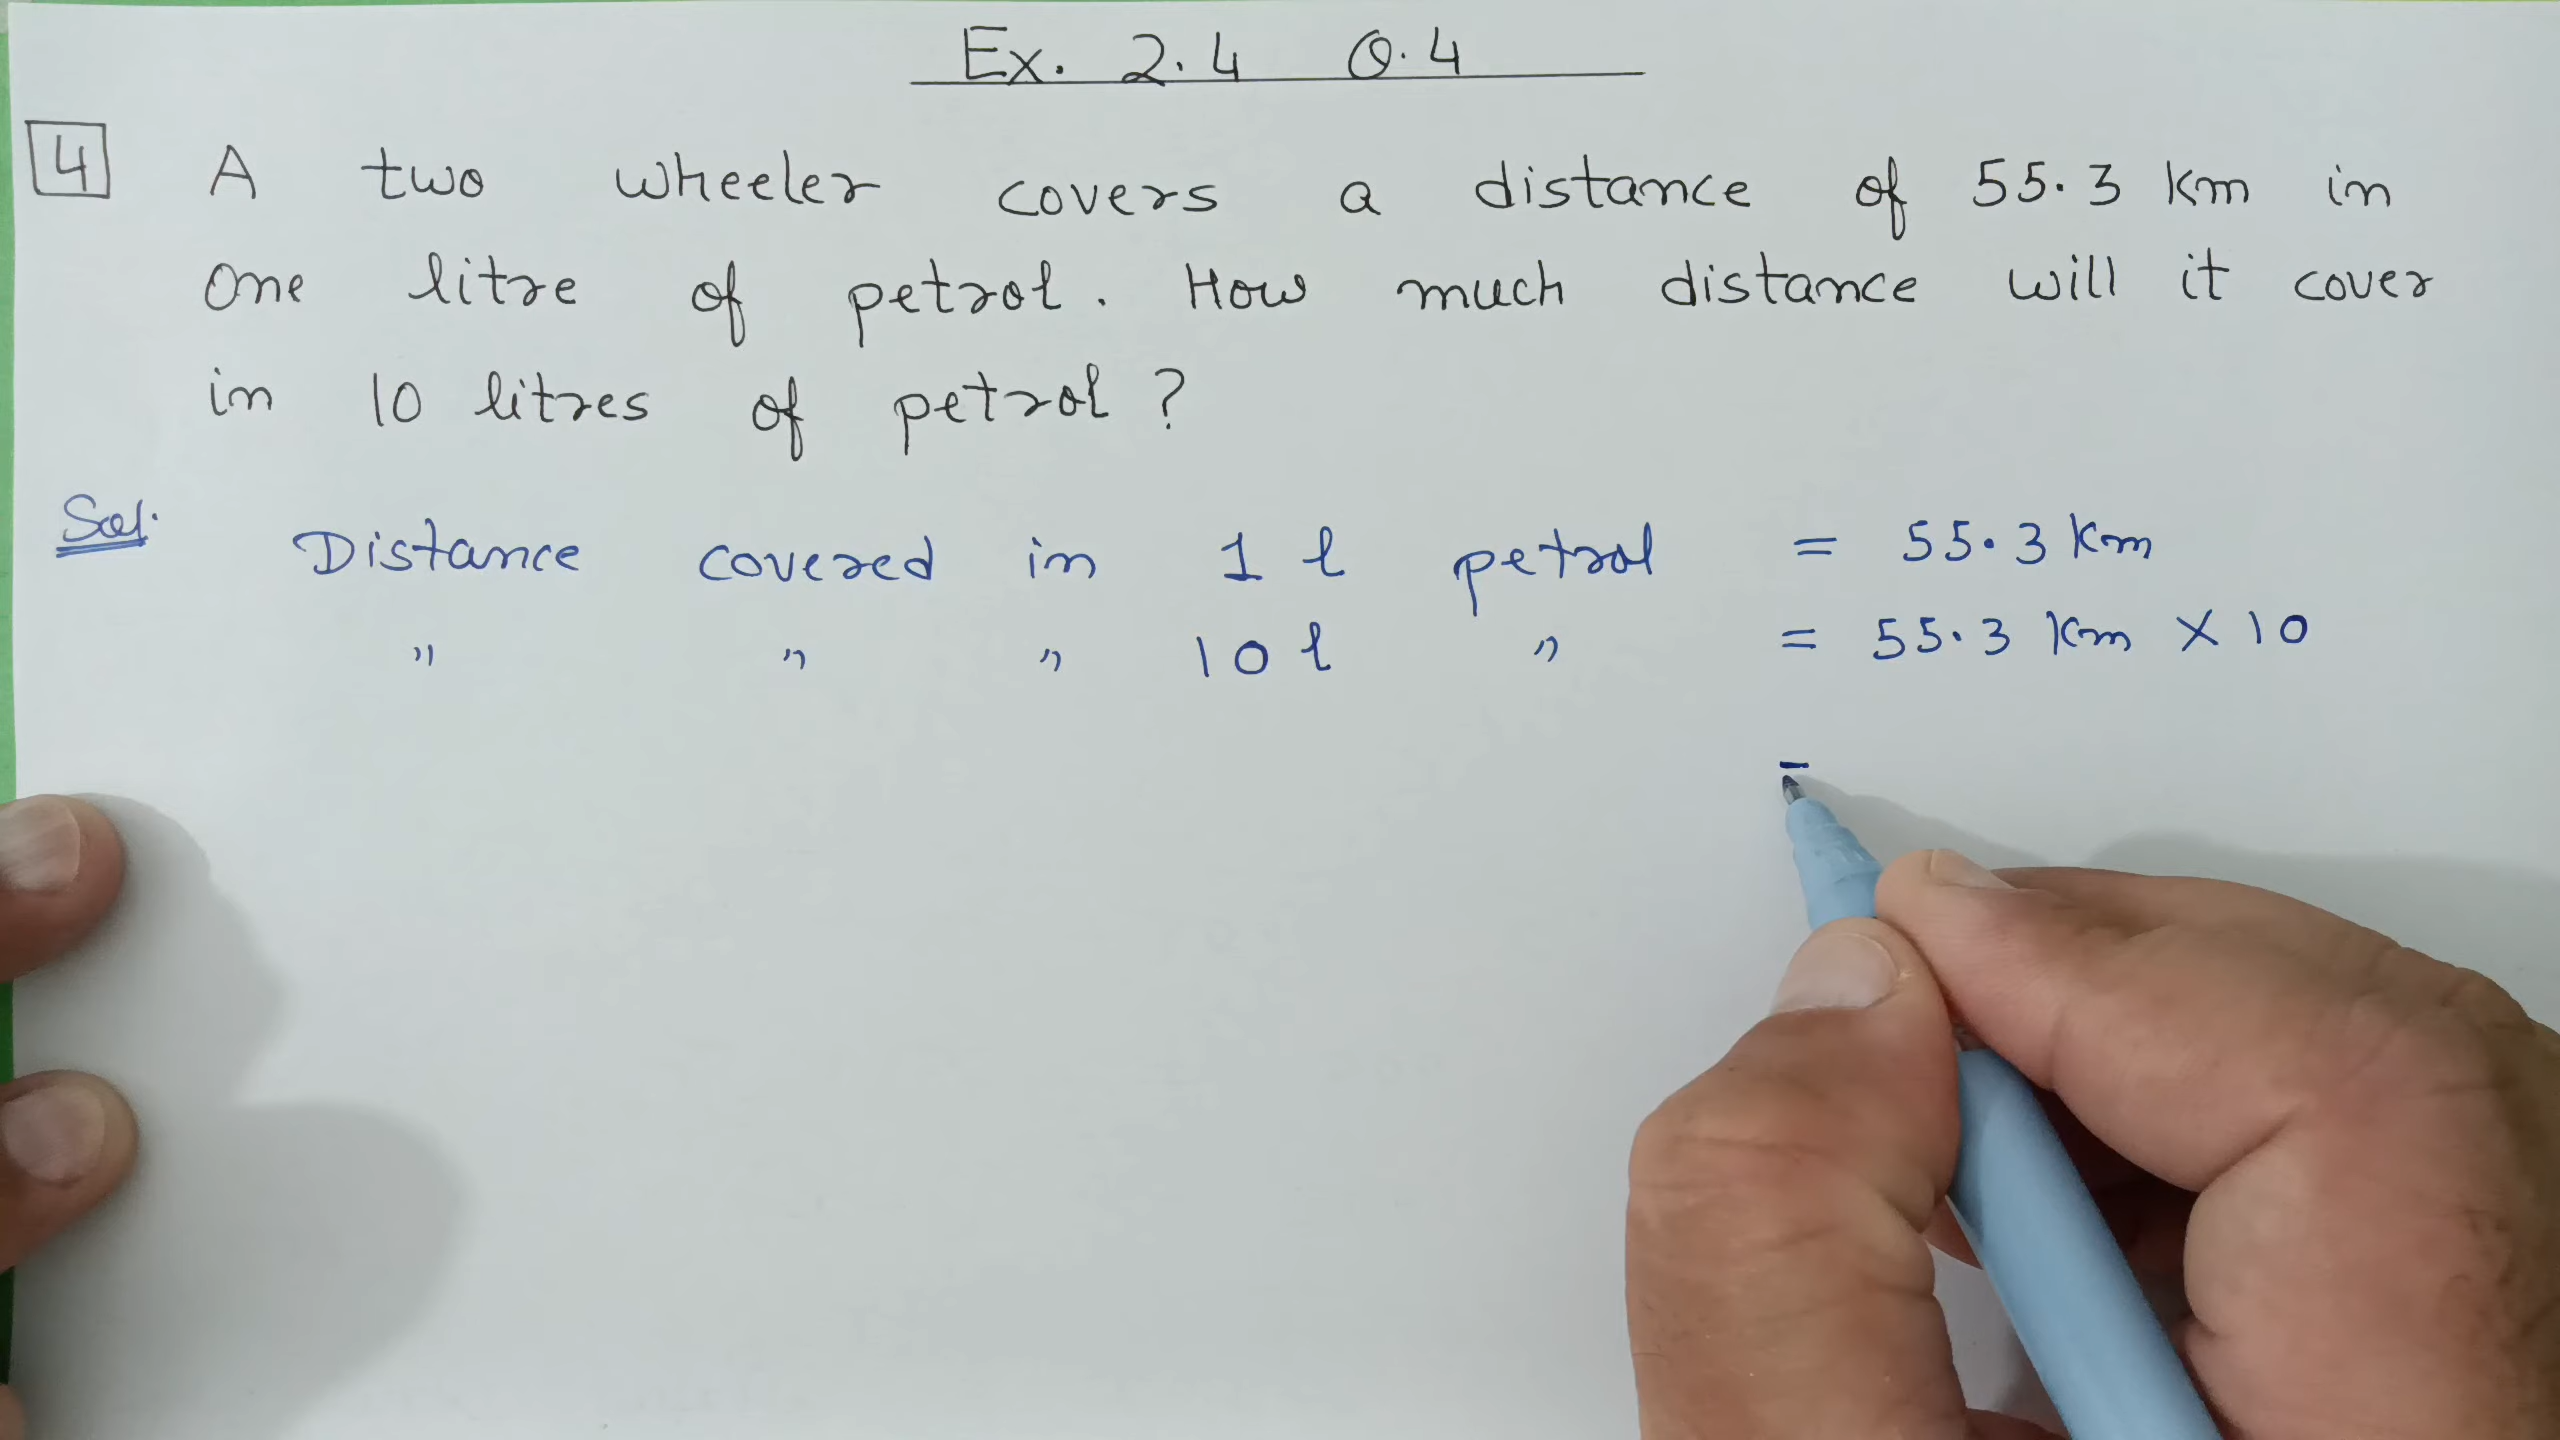 Ex. 2.4 Q.4
4 A two wheeler covers a distance of 55.3 km in
one litre of petrol. How much distance will it cover
in 10 litres of petrol?
Sol. Distance covered in 1 l petrol = 55.3 km
" " " 10 l " = 55.3 km × 10